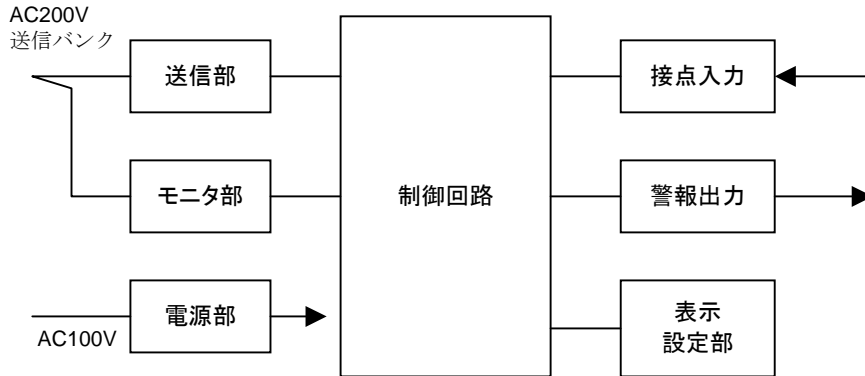 AC200V
送信バンク
送信部
接点入力
モニタ部
制御回路
警報出力
電源部
AC100V
表示
設定部